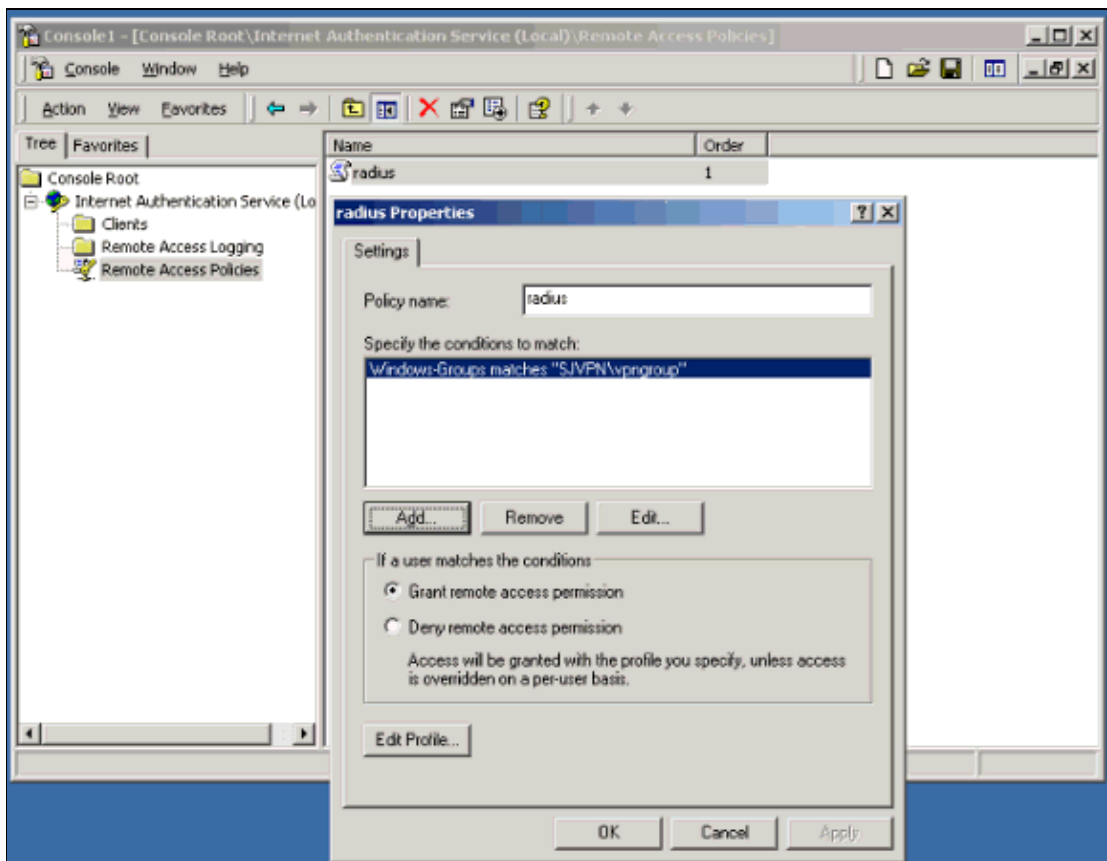 Console1 - [Console Root\Internet Authentication Service (Local)\Remote Access Policies]
Console Window Help
Action View Favorites
Tree Favorites
Name Order
Console Root
radius 1
Internet Authentication Service (Lo
Clients
Remote Access Logging
Remote Access Policies
radius Properties
Settings
Policy name: radius
Specify the conditions to match:
Windows-Groups matches "SJVPN\vpngroup"
Add... Remove Edit...
If a user matches the conditions
Grant remote access permission
Deny remote access permission
Access will be granted with the profile you specify, unless access
is overridden on a per-user basis.
Edit Profile...
OK Cancel Apply